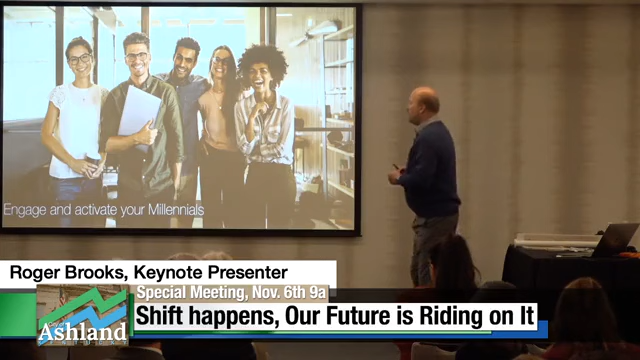 Engage and activate your Millennials
Roger Brooks, Keynote Presenter
Special Meeting, Nov. 6th 9a
Shift happens, Our Future is Riding on It
Ashland